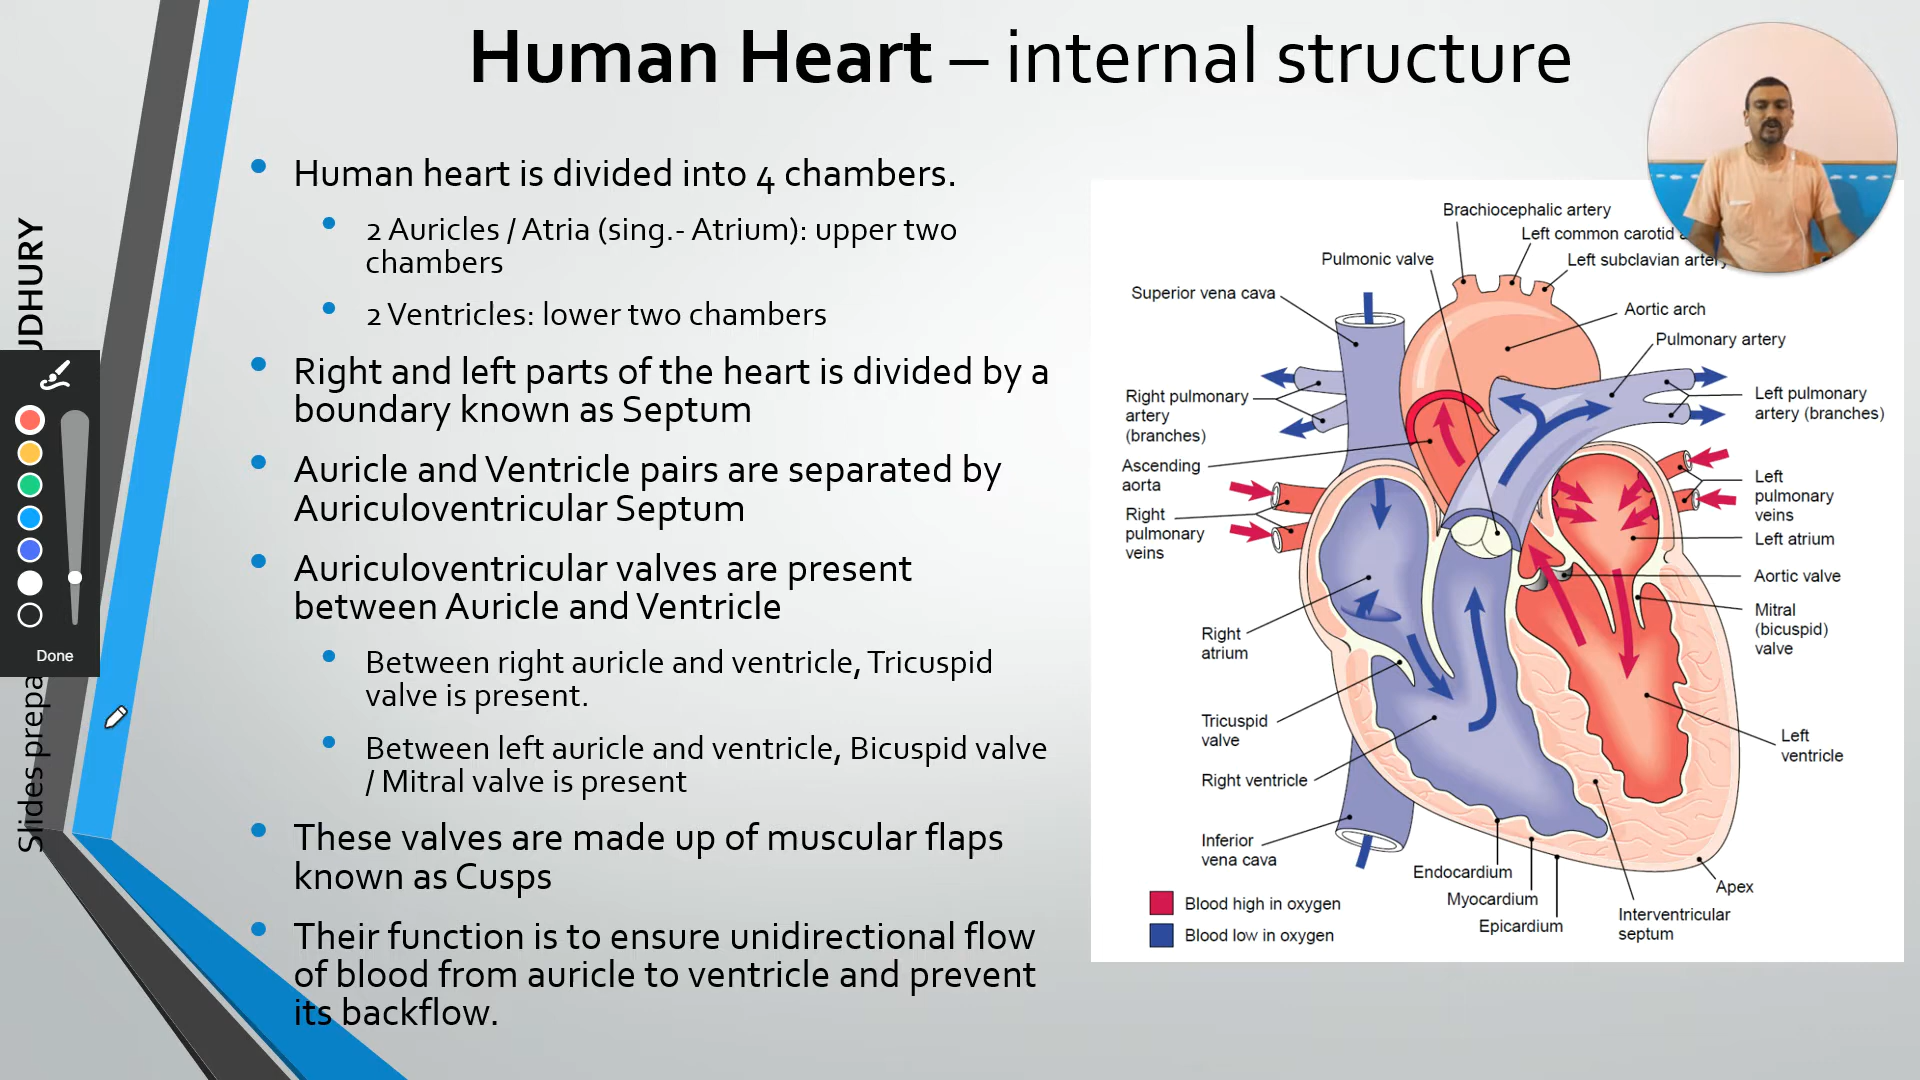 Human Heart – internal structure
Human heart is divided into 4 chambers.
2 Auricles / Atria (sing.- Atrium): upper two
chambers
2 Ventricles: lower two chambers
Right and left parts of the heart is divided by a
boundary known as Septum
Auricle and Ventricle pairs are separated by
Auriculoventricular Septum
Auriculoventricular valves are present
between Auricle and Ventricle
Between right auricle and ventricle, Tricuspid
valve is present.
Between left auricle and ventricle, Bicuspid valve
/ Mitral valve is present
These valves are made up of muscular flaps
known as Cusps
Their function is to ensure unidirectional flow
of blood from auricle to ventricle and prevent
its backflow.
Slides prepa
UDHURY
Done
Brachiocephalic artery
Left common carotid a
Left subclavian artery
Pulmonic valve
Superior vena cava
Aortic arch
Pulmonary artery
Right pulmonary
artery
(branches)
Left pulmonary
artery (branches)
Ascending
aorta
Right
pulmonary
veins
Left
pulmonary
veins
Left atrium
Aortic valve
Mitral
(bicuspid)
valve
Right
atrium
Tricuspid
valve
Right ventricle
Left
ventricle
Inferior
vena cava
Endocardium
Myocardium
Epicardium
Apex
Interventricular
septum
Blood high in oxygen
Blood low in oxygen